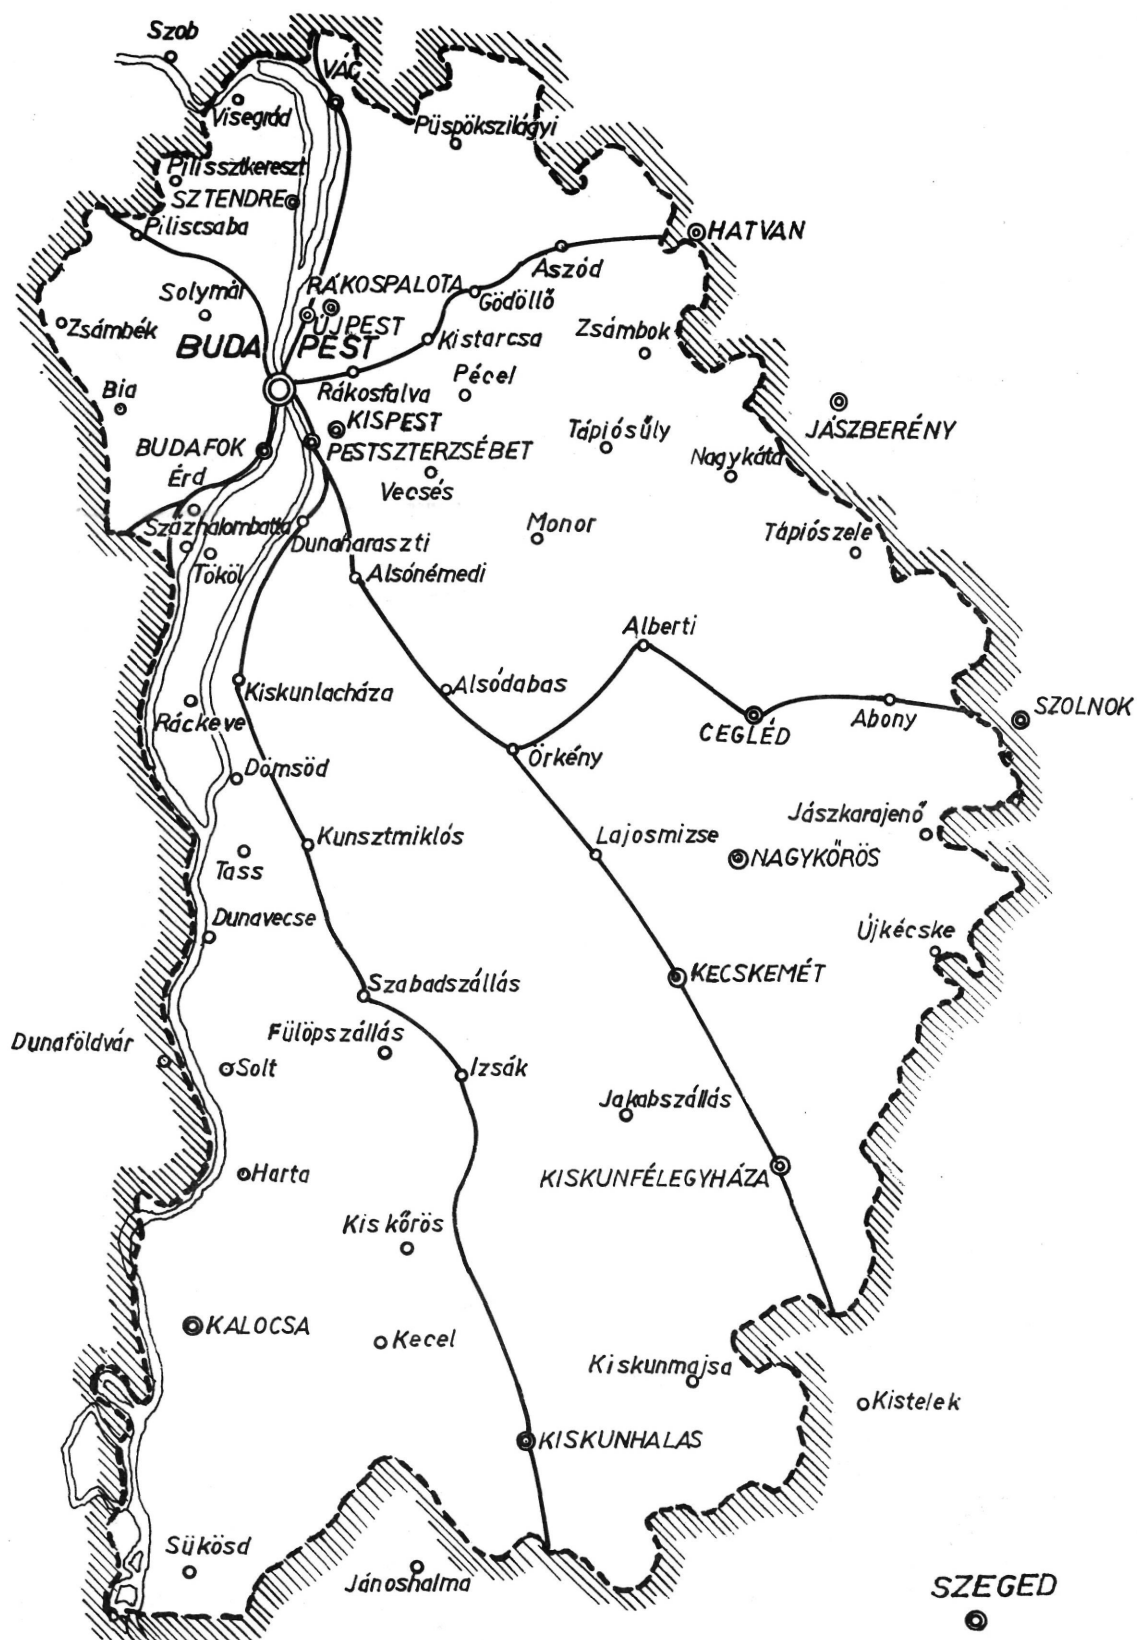 Szob
VÁC
Visegrád
Püspökszilágyi
Pilissztkereszt
SZTENDRE
Piliscsaba
HATVAN
Aszód
RÁKOSPALOTA
Solymár
Gödöllő
Zsámbék
ÚJPEST
Zsámbok
BUDA PEST
Kistarcsa
Bia
Rákosfalva
Pécel
KISPEST
JÁSZBERÉNY
BUDAFOK
PESTSZTERZSÉBET
Tápiósűly
Nagykáta
Érd
Vecsés
Százhalombatta
Dunaharaszti
Monor
Tápiószele
Tököl
Alsónémedi
Alberti
Kiskunlacháza
Alsódabas
Ráckeve
SZOLNOK
CEGLÉD
Abony
Örkény
Dömsöd
Jászkarajenő
Kunsztmiklós
Lajosmizse
NAGYKŐRÖS
Tass
Dunavecse
Újkécske
KECSKEMÉT
Szabadszállás
Fülöpszállás
Dunaföldvár
Solt
Izsák
Jakabszállás
Harta
KISKUNFÉLEGYHÁZA
Kiskőrös
KALOCSA
Kecel
Kiskunmajsa
Kistelek
KISKUNHALAS
Sükösd
Jánoshalma
SZEGED